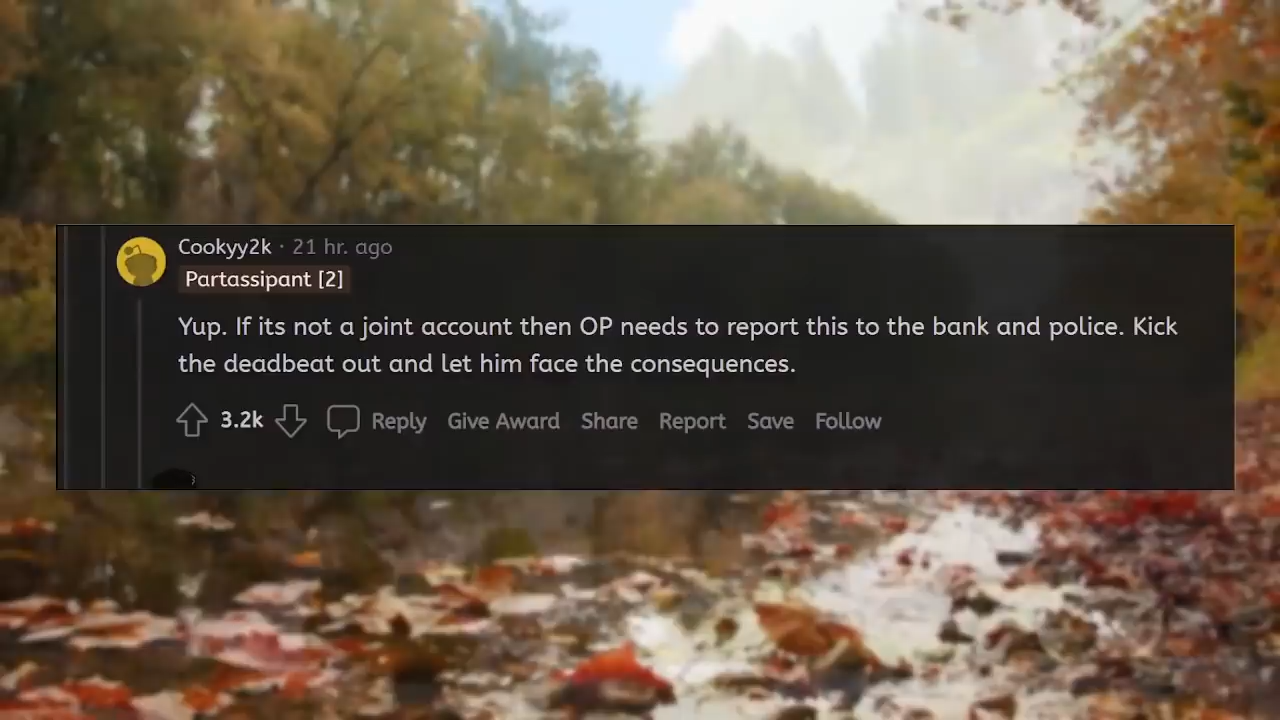 Cookyy2k · 21 hr. ago
Partassipant [2]
Yup. If its not a joint account then OP needs to report this to the bank and police. Kick
the deadbeat out and let him face the consequences.
3.2k Reply Give Award Share Report Save Follow